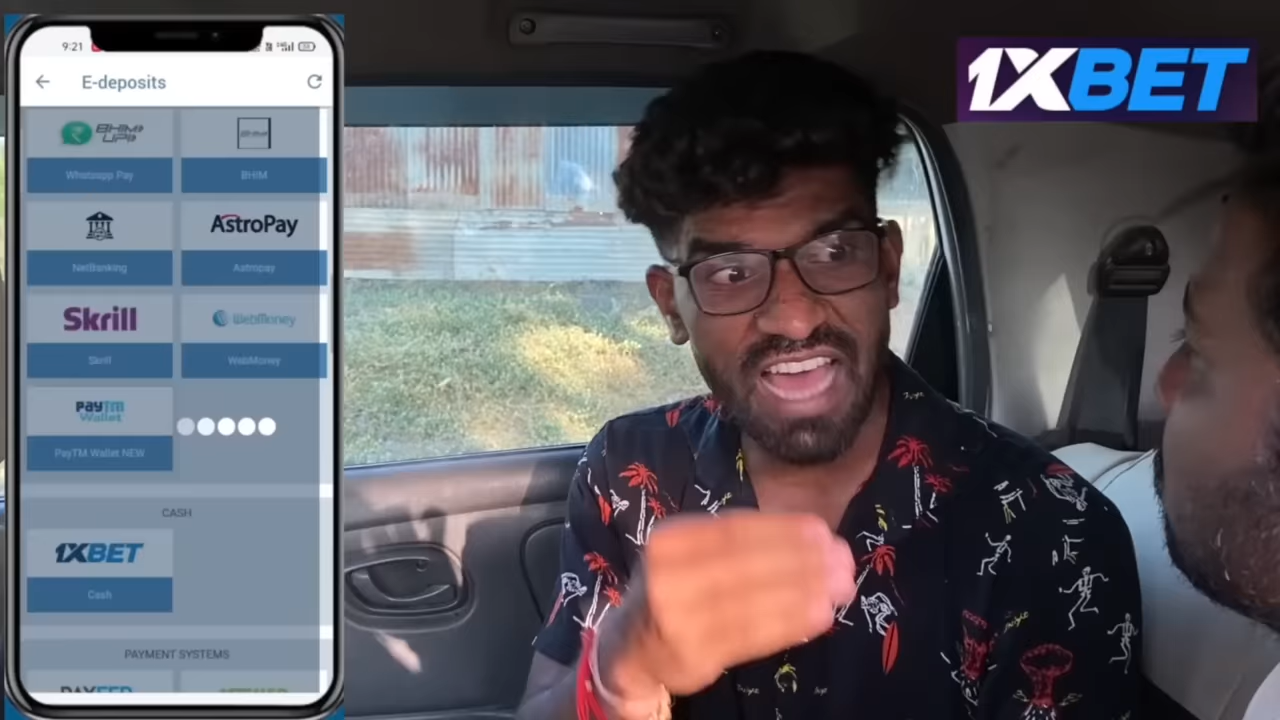 9:21
E-deposits
BHIM
UPI
BHIM
Whatsapp Pay
BHIM
NetBanking
AstroPay
Astropay
Skrill
WebMoney
Skrill
WebMoney
PayTM
Wallet
PayTM Wallet NEW
CASH
1XBET
Cash
PAYMENT SYSTEMS
1XBET